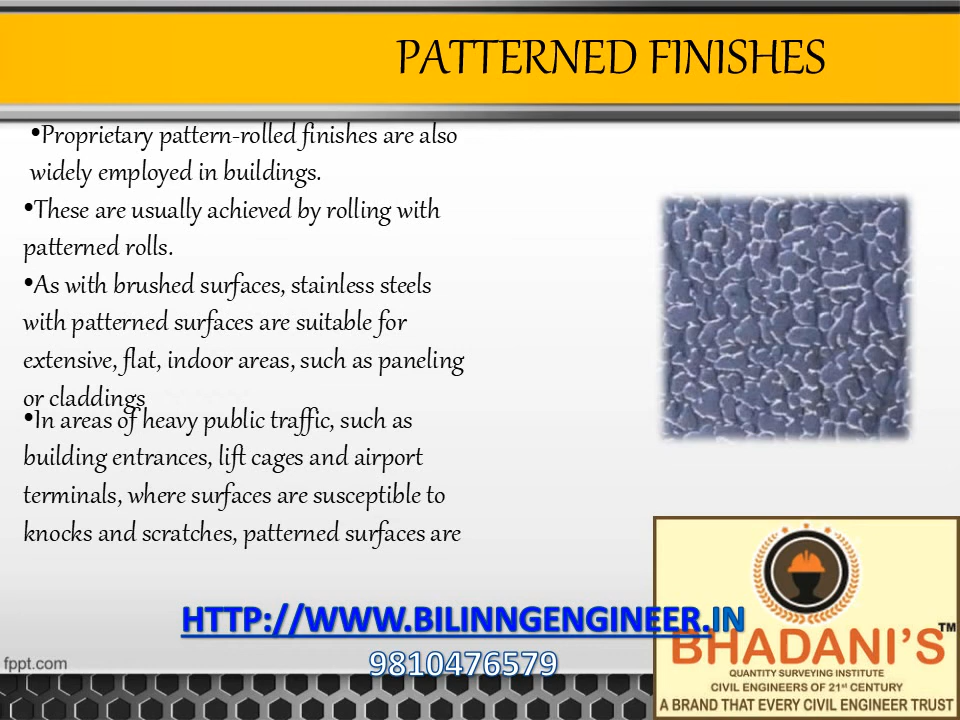 PATTERNED FINISHES
•Proprietary pattern-rolled finishes are also
widely employed in buildings.
•These are usually achieved by rolling with
patterned rolls.
•As with brushed surfaces, stainless steels
with patterned surfaces are suitable for
extensive, flat, indoor areas, such as paneling
or claddings
•In areas of heavy public traffic, such as
building entrances, lift cages and airport
terminals, where surfaces are susceptible to
knocks and scratches, patterned surfaces are
HTTP://WWW.BILINNGENGINEER.IN
9810476579
fppt.com
BHADANI'S™
QUANTITY SURVEYING INSTITUTE
CIVIL ENGINEERS OF 21st CENTURY
A BRAND THAT EVERY CIVIL ENGINEER TRUST